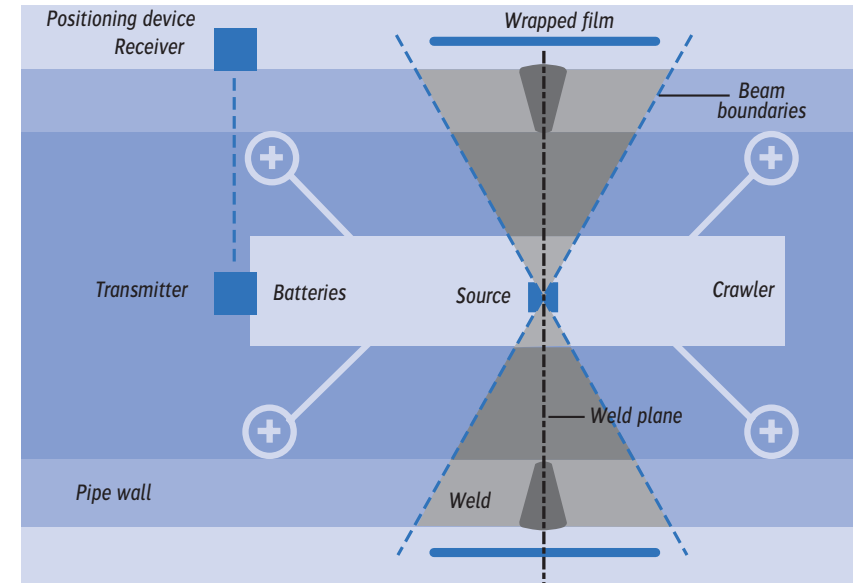 Positioning device
Receiver
Wrapped film
Beam
boundaries
Transmitter
Batteries
Source
Crawler
Weld plane
Pipe wall
Weld